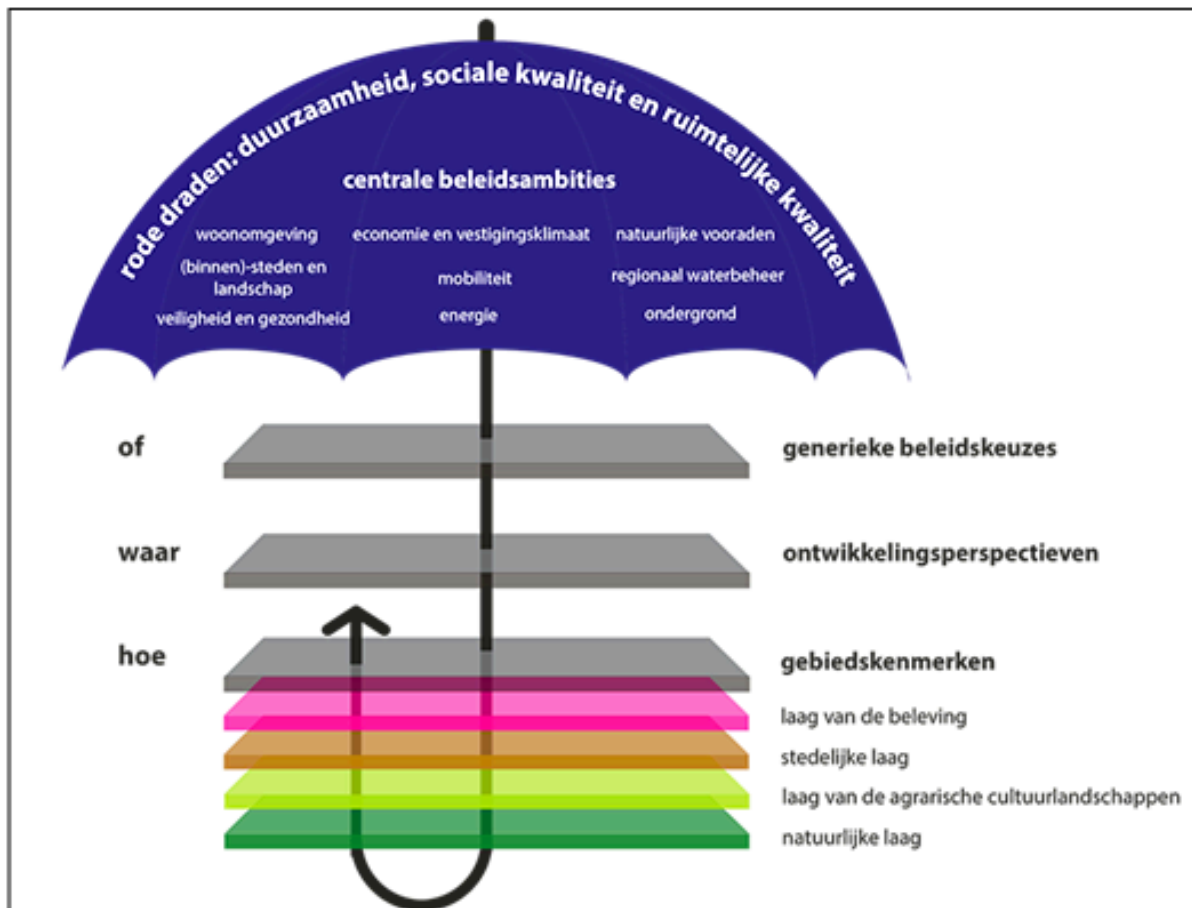 rode draden: duurzaamheid, sociale kwaliteit en ruimtelijke kwaliteit
centrale beleidsambities
woonomgeving
(binnen)-steden en
landschap
veiligheid en gezondheid
economie en vestigingsklimaat
mobiliteit
energie
natuurlijke vooraden
regionaal waterbeheer
ondergrond
of
generieke beleidskeuzes
waar
ontwikkelingsperspectieven
hoe
gebiedskenmerken
laag van de beleving
stedelijke laag
laag van de agrarische cultuurlandschappen
natuurlijke laag